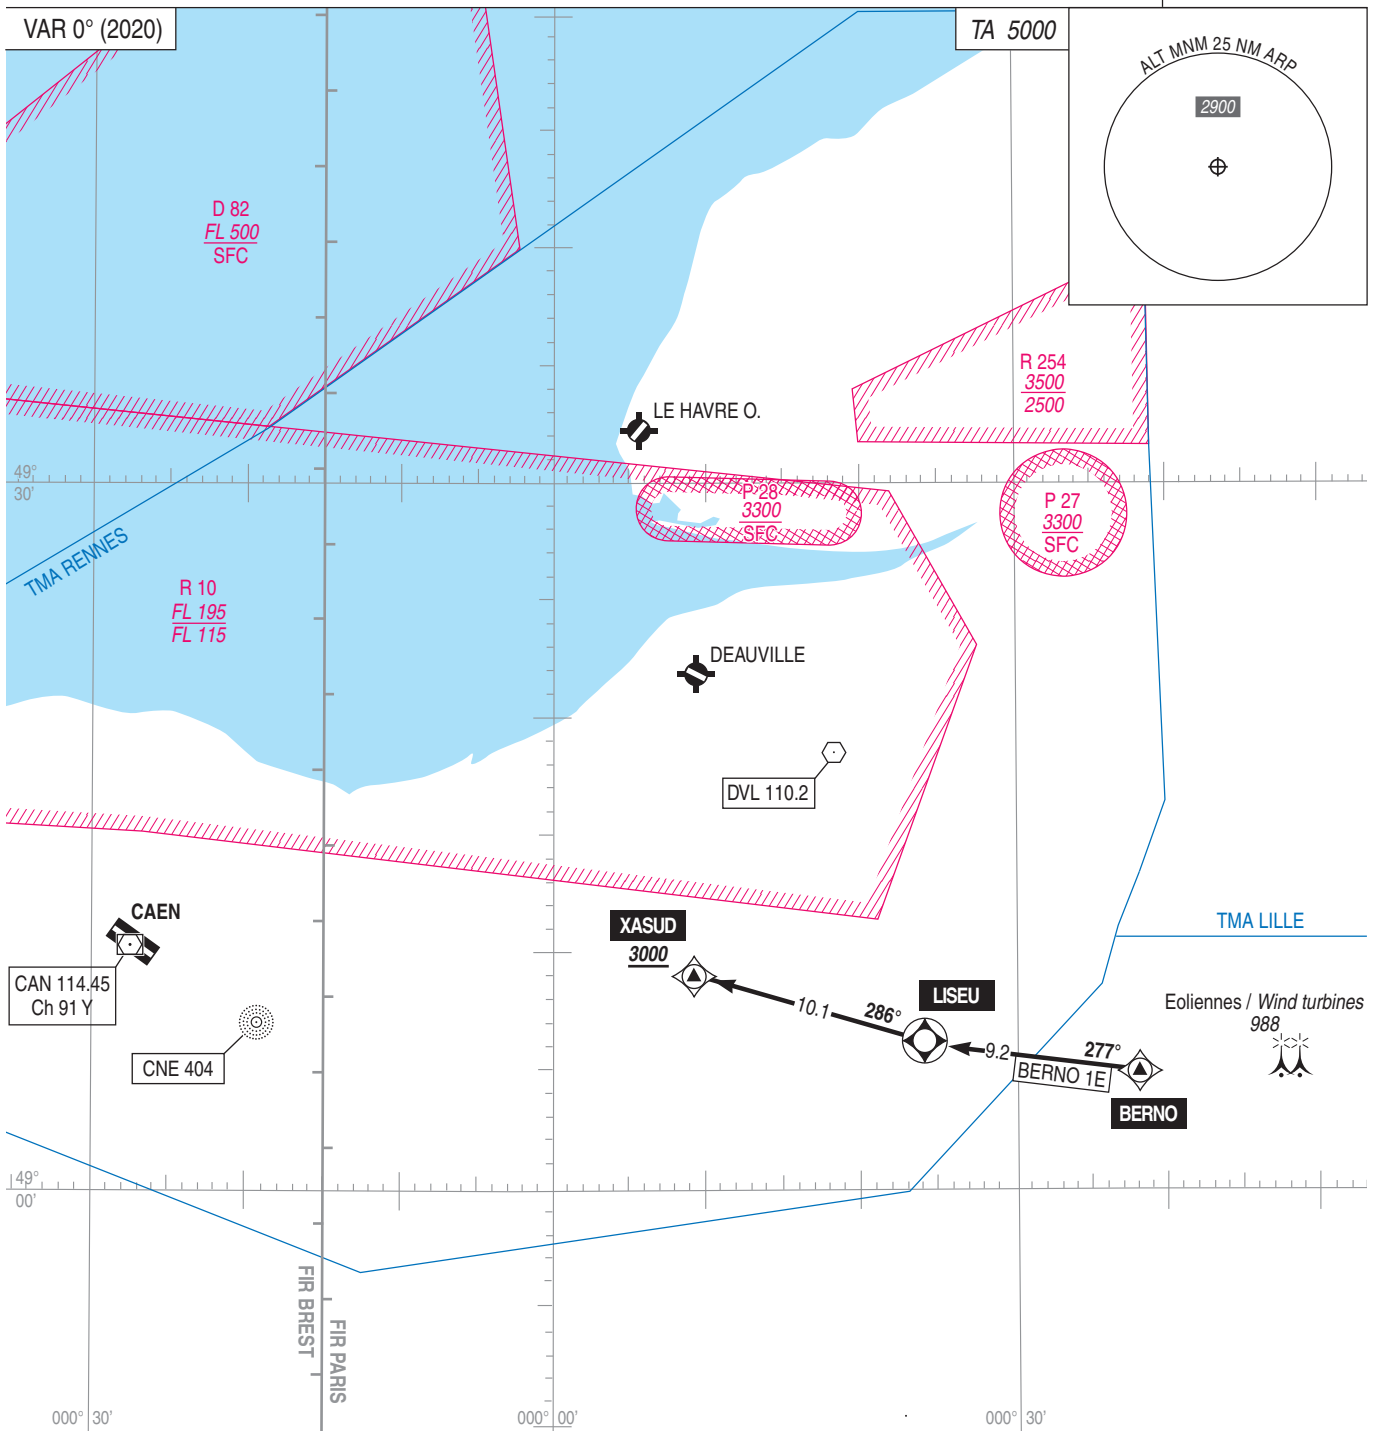 VAR 0° (2020)
TA 5000
ALT MNM 25 NM ARP
2900
D 82
FL 500
SFC
R 254
3500
2500
LE HAVRE O.
49°
30'
P 28
3300
SFC
P 27
3300
SFC
TMA RENNES
R 10
FL 195
FL 115
DEAUVILLE
DVL 110.2
CAEN
CAN 114.45
Ch 91 Y
CNE 404
XASUD
3000
10.1
286°
LISEU
9.2
277°
BERNO 1E
BERNO
TMA LILLE
Eoliennes / Wind turbines
988
49°
00'
FIR BREST
FIR PARIS
000° 30'
000° 00'
000° 30'